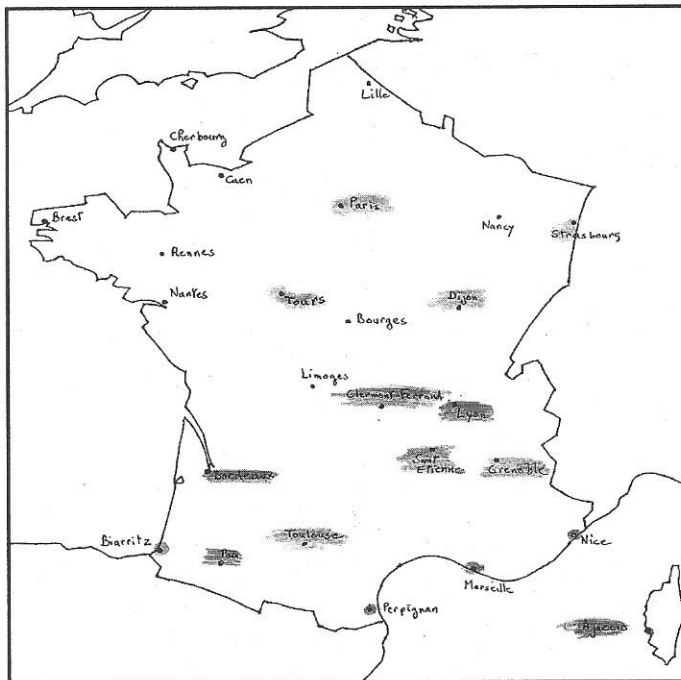 Lille
Cherbourg
Caen
Paris
Brest
Nancy
Strasbourg
Rennes
Nantes
Tours
Dijon
Bourges
Limoges
Clermont-Ferrand
Lyon
Saint
Etienne
Grenoble
Bordeaux
Toulouse
Biarritz
Nice
Pau
Marseille
Perpignan
Ajaccio